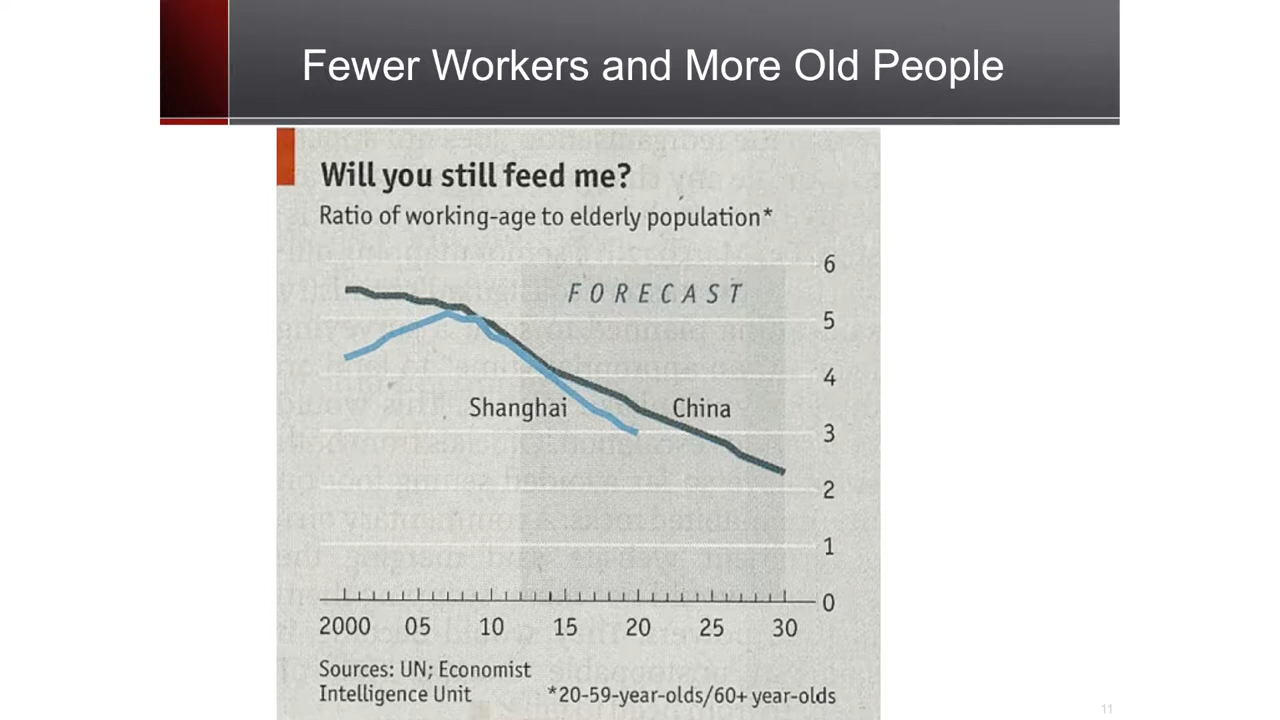 Fewer Workers and More Old People
Will you still feed me?
Ratio of working-age to elderly population*
6
FORECAST
5
4
Shanghai
China
3
2
1
0
2000 05 10 15 20 25 30
Sources: UN; Economist
Intelligence Unit
*20-59-year-olds/60+ year-olds
11